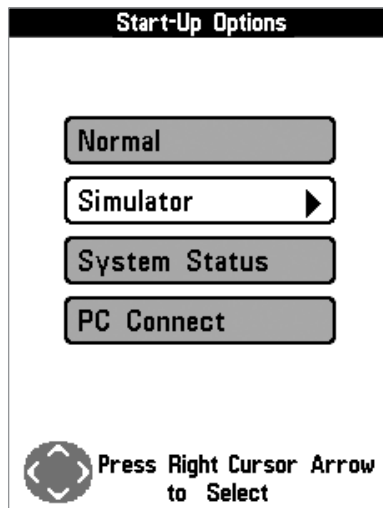 Start-Up Options
Normal
Simulator
System Status
PC Connect
Press Right Cursor Arrow
to Select